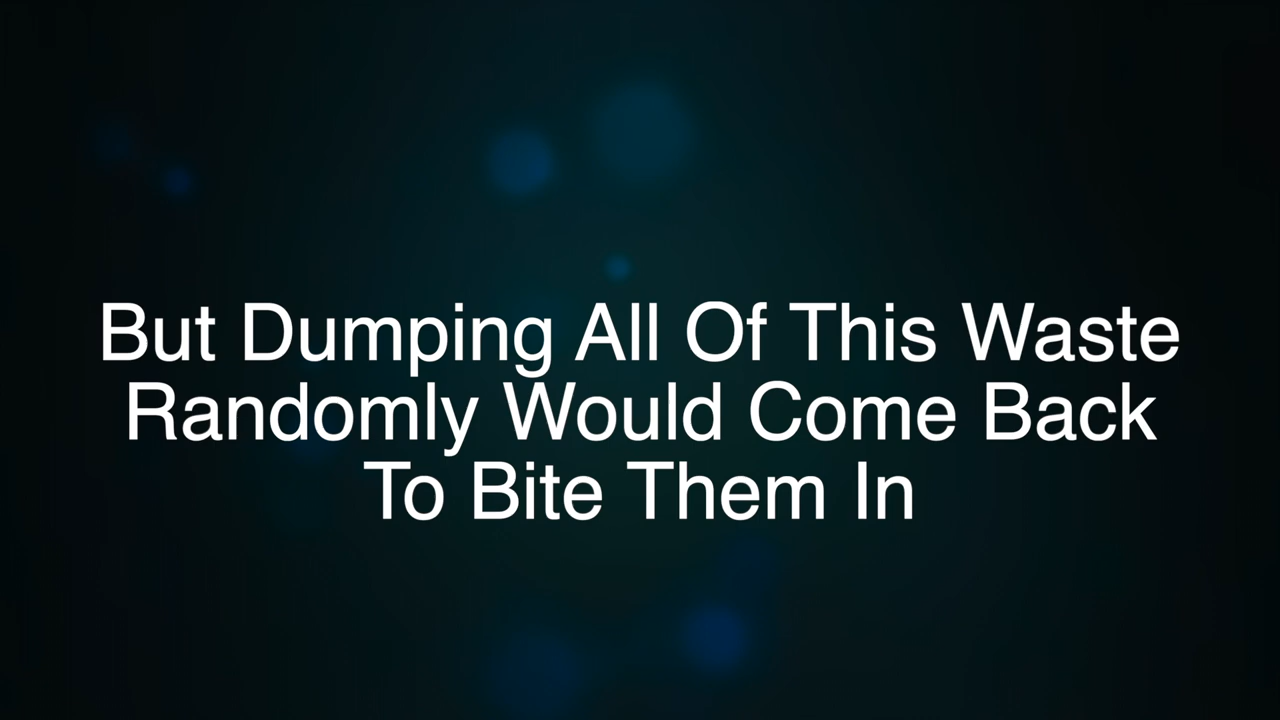 But Dumping All Of This Waste
Randomly Would Come Back
To Bite Them In